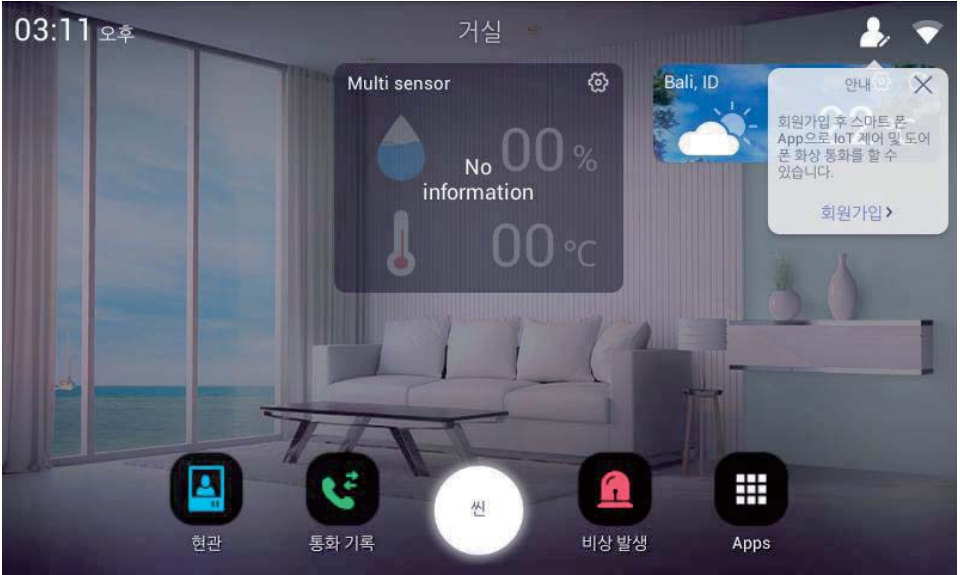 03:11 오후
거실
Multi sensor
00 %
No
information
00 °C
Bali, ID
안내
회원가입 후 스마트 폰
App으로 IoT 제어 및 도어
폰 화상 통화를 할 수
있습니다.
회원가입 >
현관
통화 기록
씬
비상 발생
Apps